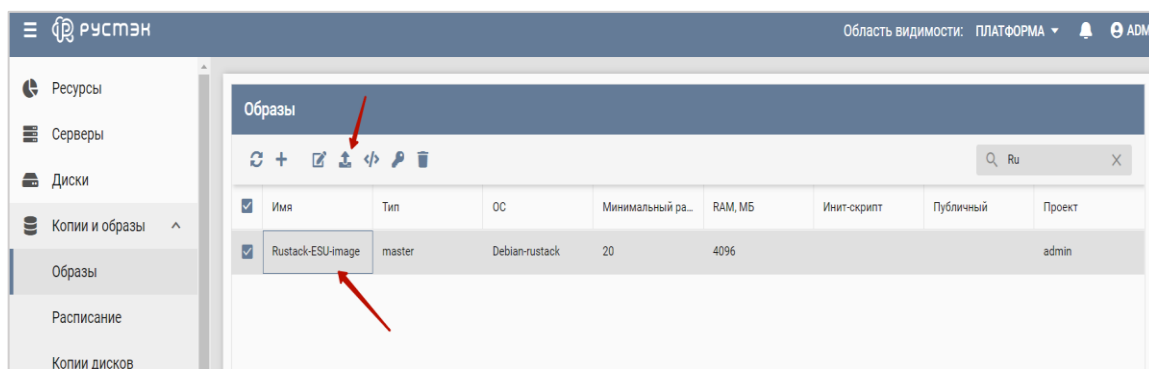 РУСТЭК
Область видимости: ПЛАТФОРМА
ADM
Ресурсы
Серверы
Диски
Копии и образы
Образы
Расписание
Копии дисков
Образы
Ru
Имя Тип ОС Минимальный ра... RAM, МБ Инит-скрипт Публичный Проект
Rustack-ESU-image master Debian-rustack 20 4096 admin